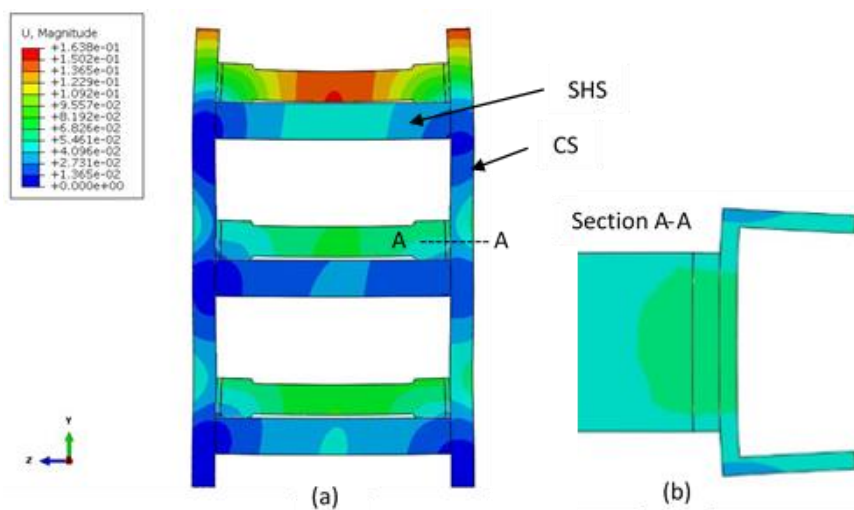 U, Magnitude
+1.638e-01
+1.502e-01
+1.365e-01
+1.229e-01
+1.092e-01
+9.557e-02
+8.192e-02
+6.826e-02
+5.461e-02
+4.096e-02
+2.731e-02
+1.365e-02
+0.000e+00
SHS
CS
A A
Section A-A
Y
Z
(a)
(b)